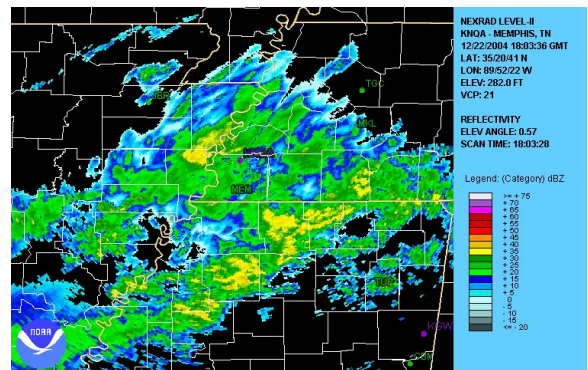 NEXRAD LEVEL-II
KNQA - MEMPHIS, TN
12/22/2004 18:03:36 GMT
LAT: 35/20/41 N
LON: 89/52/22 W
ELEV: 282.0 FT
VCP: 21
REFLECTIVITY
ELEV ANGLE: 0.57
SCAN TIME: 18:03:28
Legend: (Category) dBZ
>= + 75
+ 70
+ 65
+ 60
+ 55
+ 50
+ 45
+ 40
+ 35
+ 30
+ 25
+ 20
+ 15
+ 10
+ 5
0
- 5
- 10
- 15
<= - 20
TGC
JBR
MKL
MEM
TUP
KGW
CBM
NOAA